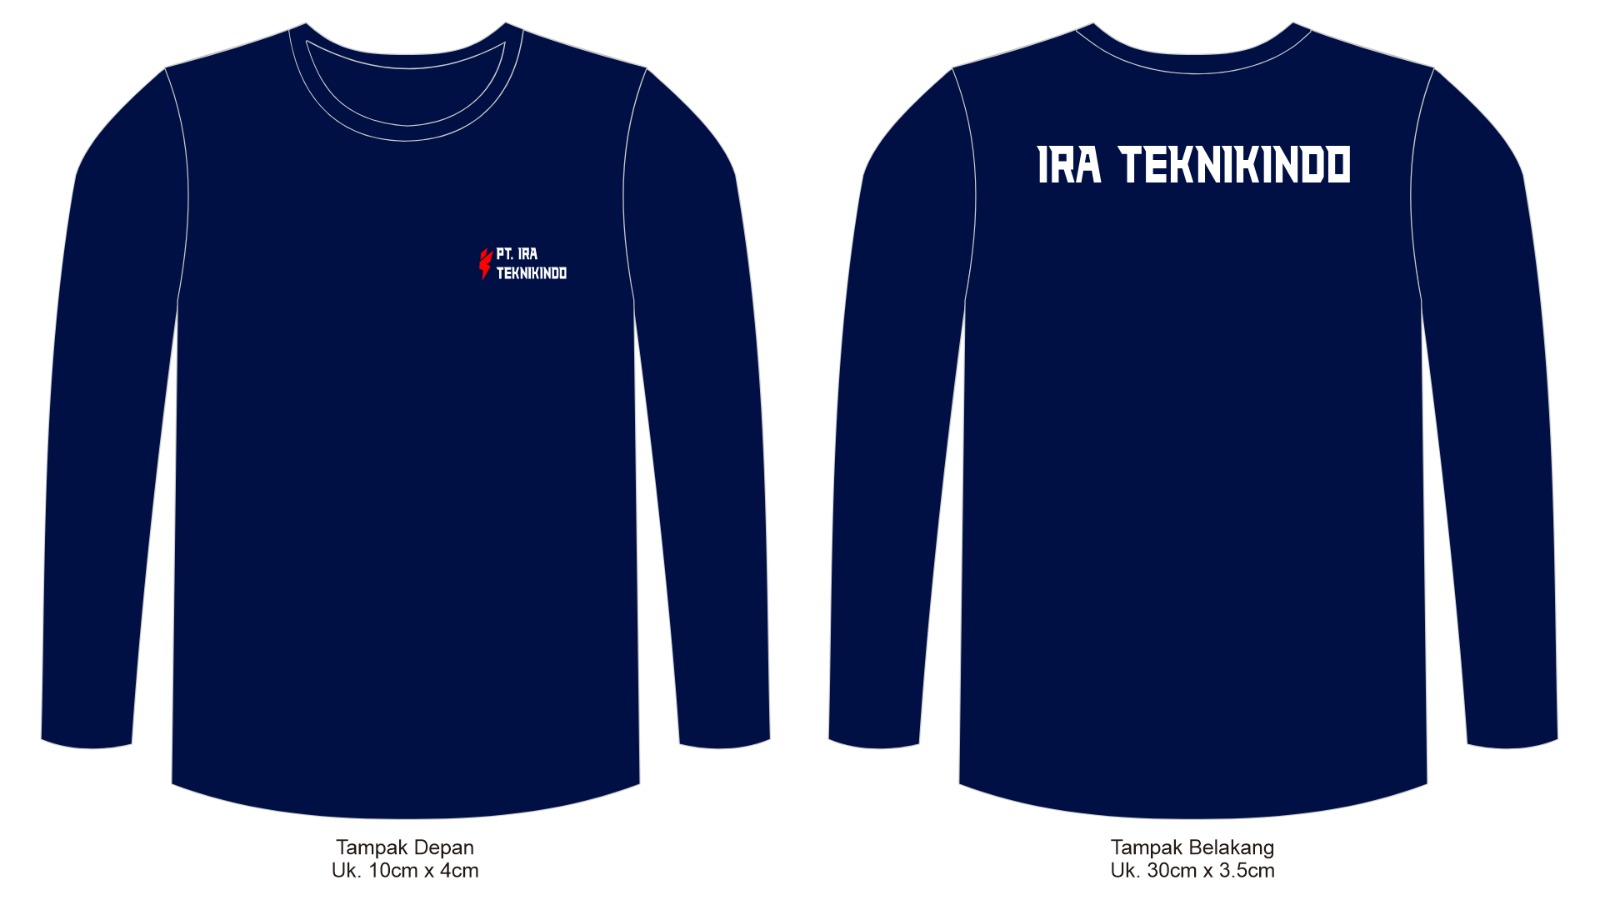 PT. IRA
TEKNIKINDO
IRA TEKNIKINDO
Tampak Depan
Uk. 10cm x 4cm
Tampak Belakang
Uk. 30cm x 3.5cm